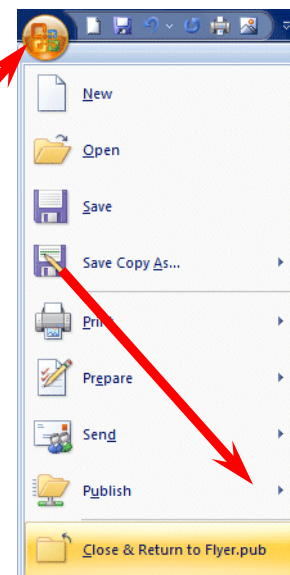 New
Open
Save
Save Copy As...
Print
Prepare
Send
Publish
Close & Return to Flyer.pub